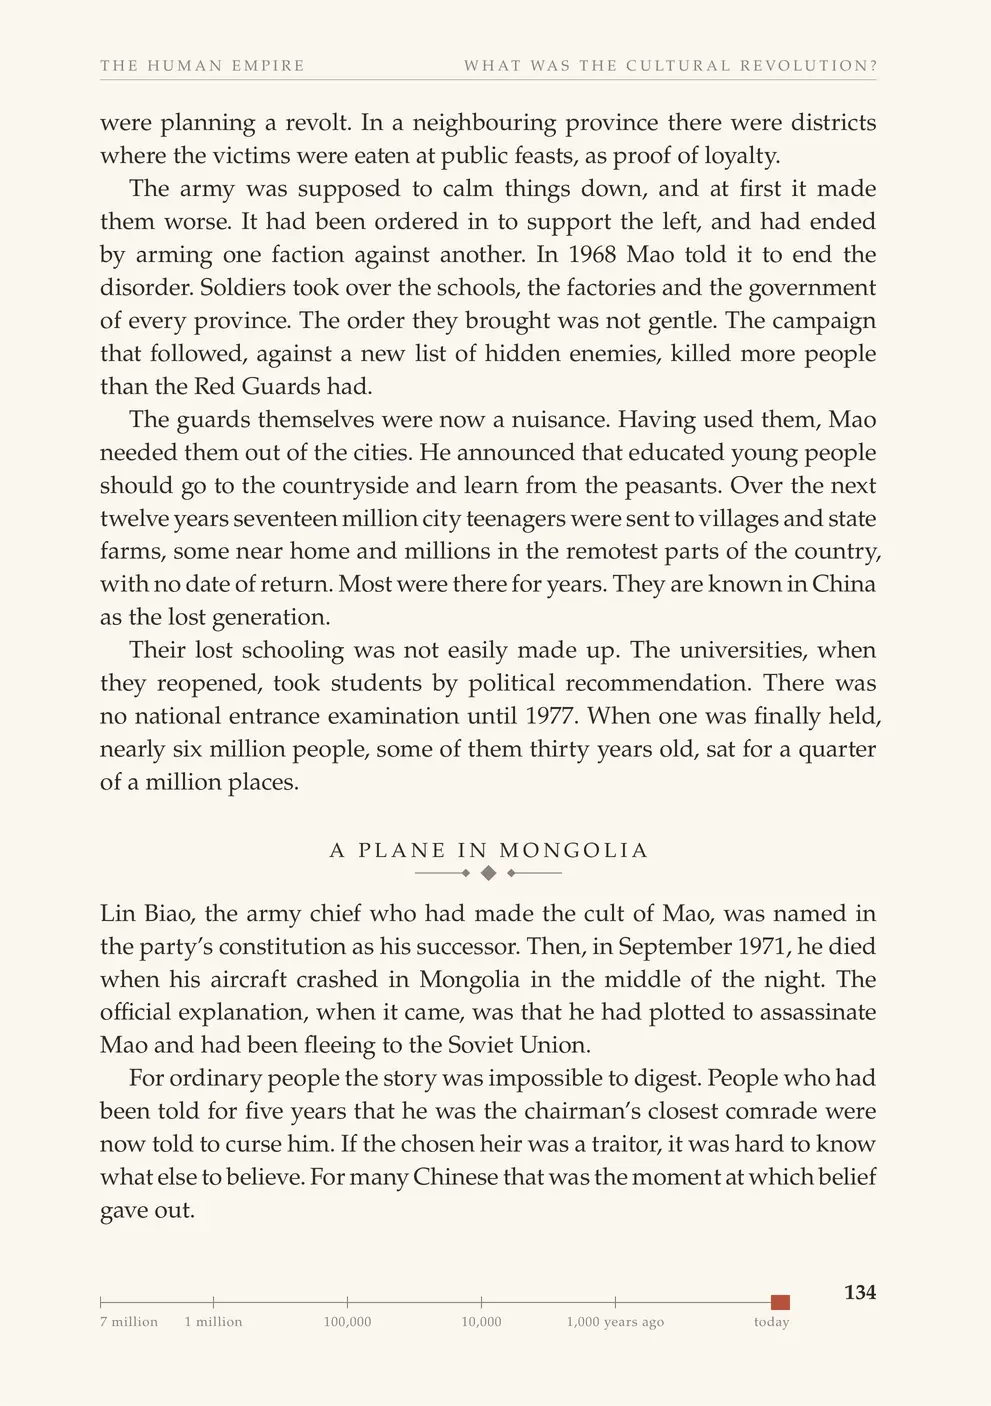 THE HUMAN EMPIRE
WHAT WAS THE CULTURAL REVOLUTION?
were planning a revolt. In a neighbouring province there were districts
where the victims were eaten at public feasts, as proof of loyalty.
The army was supposed to calm things down, and at first it made
them worse. It had been ordered in to support the left, and had ended
by arming one faction against another. In 1968 Mao told it to end the
disorder. Soldiers took over the schools, the factories and the government
of every province. The order they brought was not gentle. The campaign
that followed, against a new list of hidden enemies, killed more people
than the Red Guards had.
The guards themselves were now a nuisance. Having used them, Mao
needed them out of the cities. He announced that educated young people
should go to the countryside and learn from the peasants. Over the next
twelve years seventeen million city teenagers were sent to villages and state
farms, some near home and millions in the remotest parts of the country,
with no date of return. Most were there for years. They are known in China
as the lost generation.
Their lost schooling was not easily made up. The universities, when
they reopened, took students by political recommendation. There was
no national entrance examination until 1977. When one was finally held,
nearly six million people, some of them thirty years old, sat for a quarter
of a million places.
A PLANE IN MONGOLIA
Lin Biao, the army chief who had made the cult of Mao, was named in
the party’s constitution as his successor. Then, in September 1971, he died
when his aircraft crashed in Mongolia in the middle of the night. The
official explanation, when it came, was that he had plotted to assassinate
Mao and had been fleeing to the Soviet Union.
For ordinary people the story was impossible to digest. People who had
been told for five years that he was the chairman’s closest comrade were
now told to curse him. If the chosen heir was a traitor, it was hard to know
what else to believe. For many Chinese that was the moment at which belief
gave out.
134
7 million 1 million 100,000 10,000 1,000 years ago today